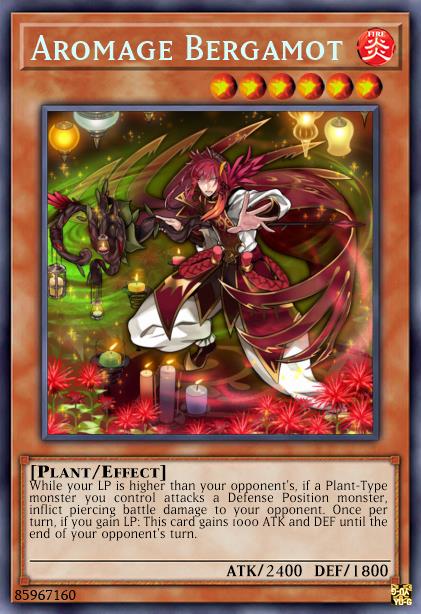 AROMAGE BERGAMOT
FIRE
炎
[PLANT/EFFECT]
While your LP is higher than your opponent's, if a Plant-Type
monster you control attacks a Defense Position monster,
inflict piercing battle damage to your opponent. Once per
turn, if you gain LP: This card gains 1000 ATK and DEF until the
end of your opponent's turn.
ATK/2400 DEF/1800
85967160